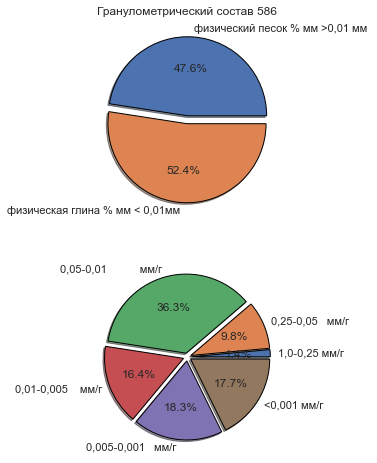 Гранулометрический состав 586
физический песок % мм >0,01 мм
47.6%
52.4%
физическая глина % мм < 0,01мм
0,05-0,01 мм/г
36.3%
0,25-0,05 мм/г
9.8%
1,0-0,25 мм/г
16.4%
0,01-0,005 мм/г
17.7%
18.3%
<0,001 мм/г
0,005-0,001 мм/г